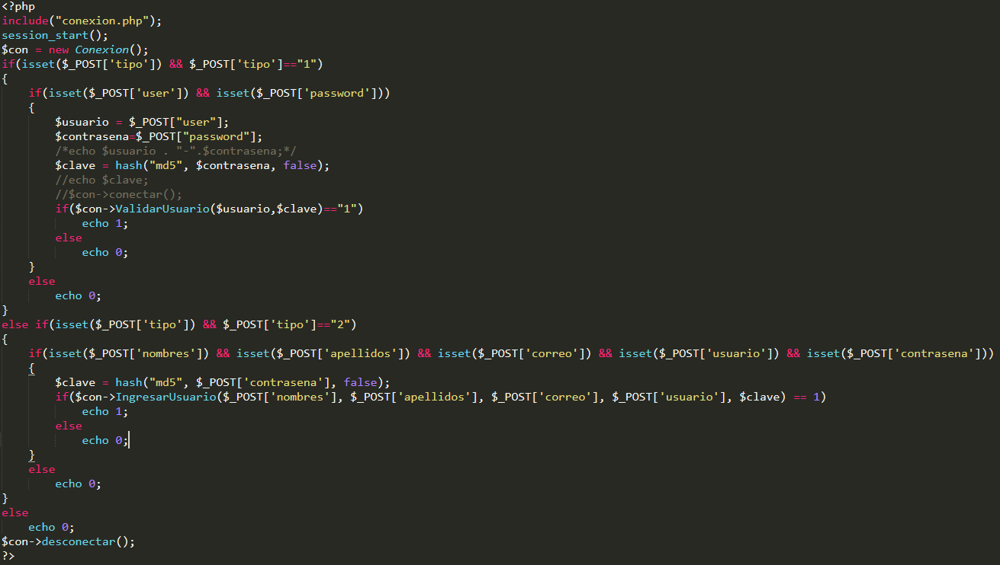 <?php
include("conexion.php");
session_start();
$con = new Conexion();
if(isset($_POST['tipo']) && $_POST['tipo']=="1")
{
    if(isset($_POST['user']) && isset($_POST['password']))
    {
        $usuario = $_POST["user"];
        $contrasena=$_POST["password"];
        /*echo $usuario . "-".$contrasena;*/
        $clave = hash("md5", $contrasena, false);
        //echo $clave;
        //$con->conectar();
        if($con->ValidarUsuario($usuario,$clave)=="1")
            echo 1;
        else
            echo 0;
    }
    else
        echo 0;
}
else if(isset($_POST['tipo']) && $_POST['tipo']=="2")
{
    if(isset($_POST['nombres']) && isset($_POST['apellidos']) && isset($_POST['correo']) && isset($_POST['usuario']) && isset($_POST['contrasena']))
    {
        $clave = hash("md5", $_POST['contrasena'], false);
        if($con->IngresarUsuario($_POST['nombres'], $_POST['apellidos'], $_POST['correo'], $_POST['usuario'], $clave) == 1)
            echo 1;
        else
            echo 0;
    }
    else
        echo 0;
}
else
    echo 0;
$con->desconectar();
?>